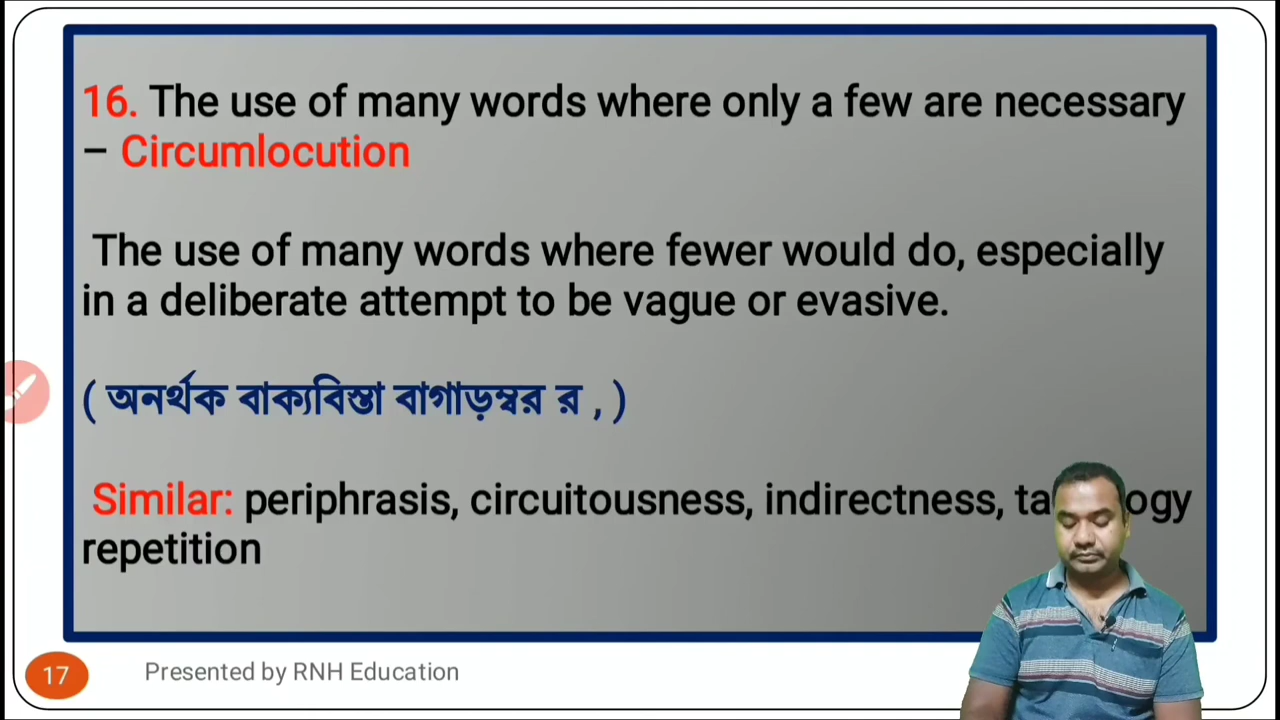 16. The use of many words where only a few are necessary
– Circumlocution
The use of many words where fewer would do, especially
in a deliberate attempt to be vague or evasive.
( অনর্থক বাক্যবিস্তা বাগাড়ম্বর র , )
Similar: periphrasis, circuitousness, indirectness,
repetition
17
Presented by RNH Education